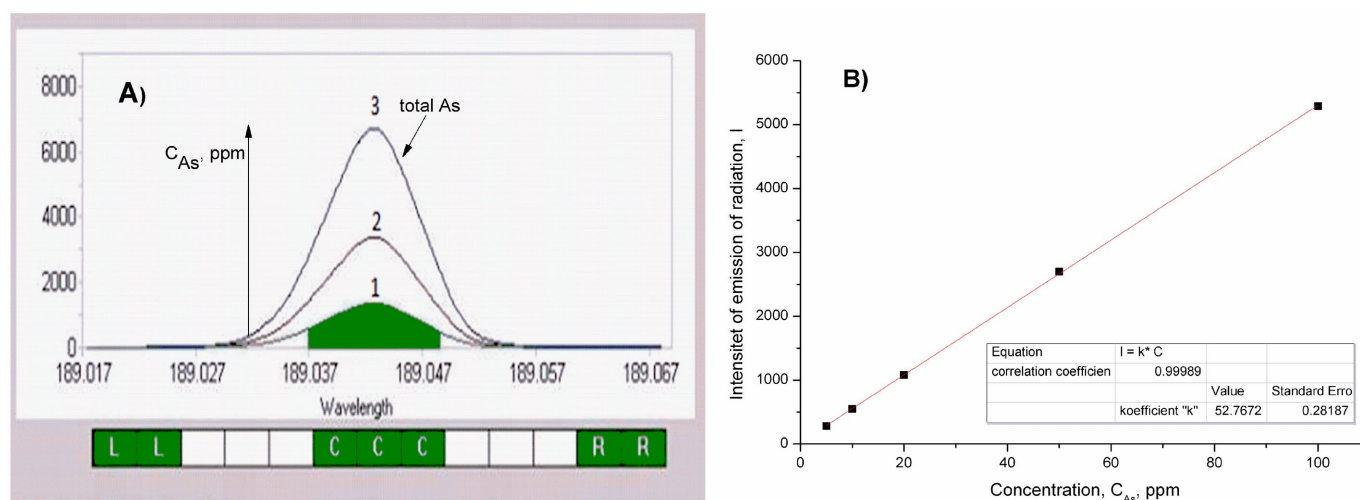 A)
8000
6000
4000
2000
0
C_As, ppm
3
total As
2
1
189.017 189.027 189.037 189.047 189.057 189.067
Wavelength
L L C C C R R
B)
Intensitet of emission of radiation, I
6000
5000
4000
3000
2000
1000
0
Equation I = k* C
correlation coefficien 0.99989
Value Standard Erro
koefficient "k" 52.7672 0.28187
0 20 40 60 80 100
Concentration, C_As, ppm